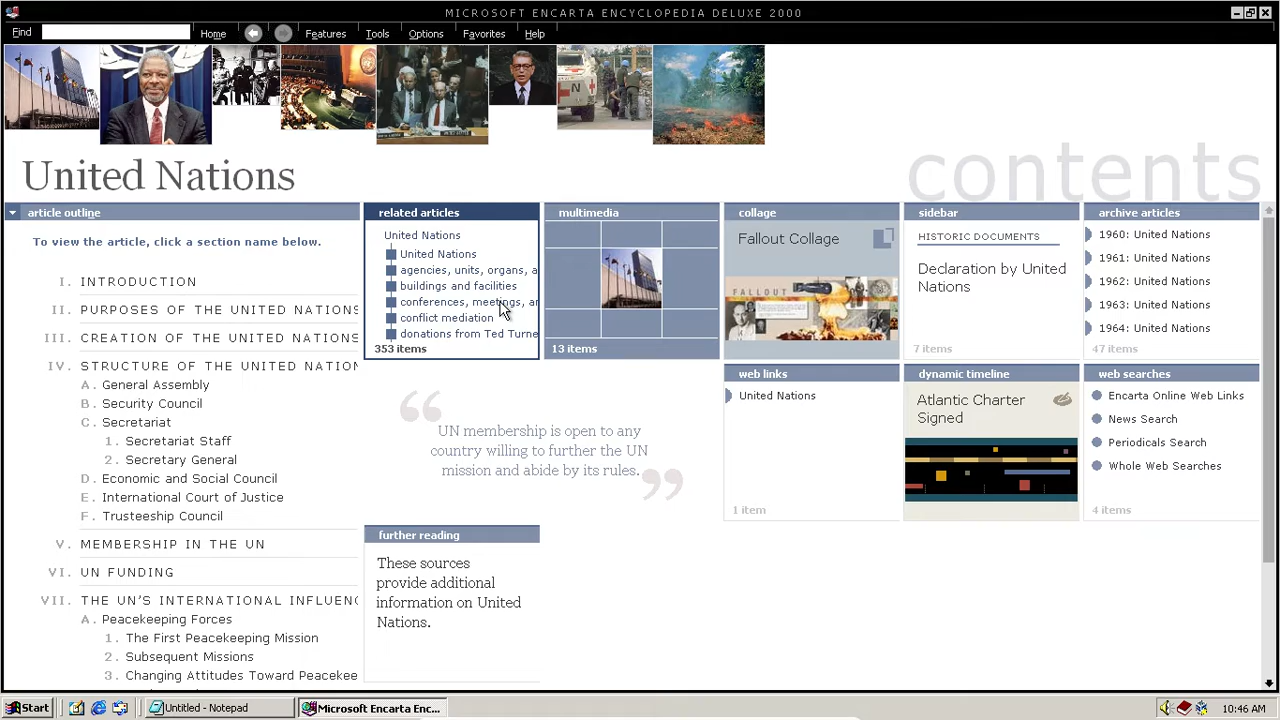 MICROSOFT ENCARTA ENCYCLOPEDIA DELUXE 2000
Find Home Features Tools Options Favorites Help
United Nations
contents
article outline
To view the article, click a section name below.
I. INTRODUCTION
II. PURPOSES OF THE UNITED NATIONS
III. CREATION OF THE UNITED NATIONS
IV. STRUCTURE OF THE UNITED NATION
A. General Assembly
B. Security Council
C. Secretariat
1. Secretariat Staff
2. Secretary General
D. Economic and Social Council
E. International Court of Justice
F. Trusteeship Council
V. MEMBERSHIP IN THE UN
VI. UN FUNDING
VII. THE UN'S INTERNATIONAL INFLUENC
A. Peacekeeping Forces
1. The First Peacekeeping Mission
2. Subsequent Missions
3. Changing Attitudes Toward Peacekee
related articles
United Nations
United Nations
agencies, units, organs, a
buildings and facilities
conferences, meetings, an
conflict mediation
donations from Ted Turne
353 items
multimedia
13 items
collage
Fallout Collage
FALLOUT
sidebar
HISTORIC DOCUMENTS
Declaration by United
Nations
7 items
archive articles
1960: United Nations
1961: United Nations
1962: United Nations
1963: United Nations
1964: United Nations
47 items
“UN membership is open to any
country willing to further the UN
mission and abide by its rules.”
web links
United Nations
1 item
dynamic timeline
Atlantic Charter
Signed
web searches
Encarta Online Web Links
News Search
Periodicals Search
Whole Web Searches
4 items
further reading
These sources
provide additional
information on United
Nations.
Start Untitled - Notepad Microsoft Encarta Enc... 10:46 AM